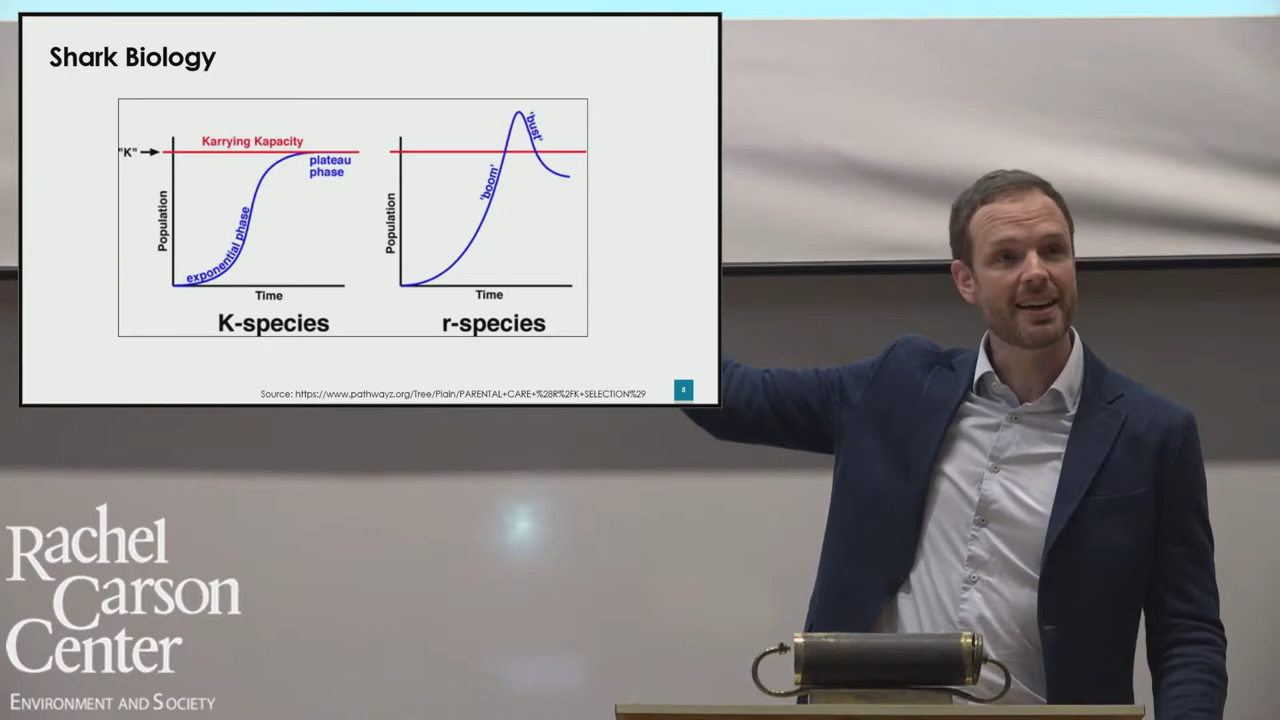 Shark Biology
"K"
Karrying Kapacity
plateau
phase
exponential phase
Population
Time
K-species
'boom'
'bust'
Population
Time
r-species
Source: https://www.pathwayz.org/Tree/Plain/PARENTAL+CARE+%28R%2FK+SELECTION%29
5
Rachel
Carson
Center
ENVIRONMENT AND SOCIETY